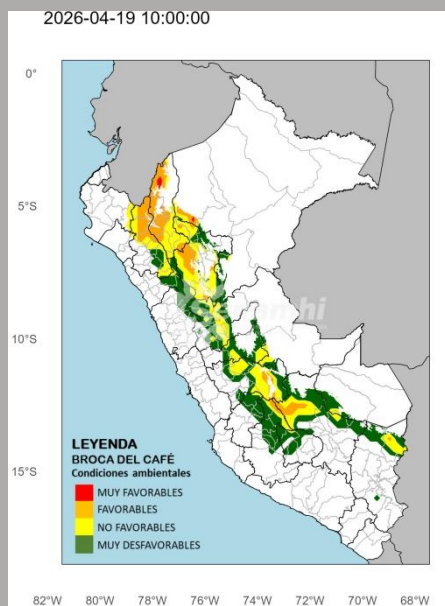 2026-04-19 10:00:00
0°
5°S
10°S
15°S
Senamhi
LEYENDA
BROCA DEL CAFÉ
Condiciones ambientales
MUY FAVORABLES
FAVORABLES
NO FAVORABLES
MUY DESFAVORABLES
82°W 80°W 78°W 76°W 74°W 72°W 70°W 68°W